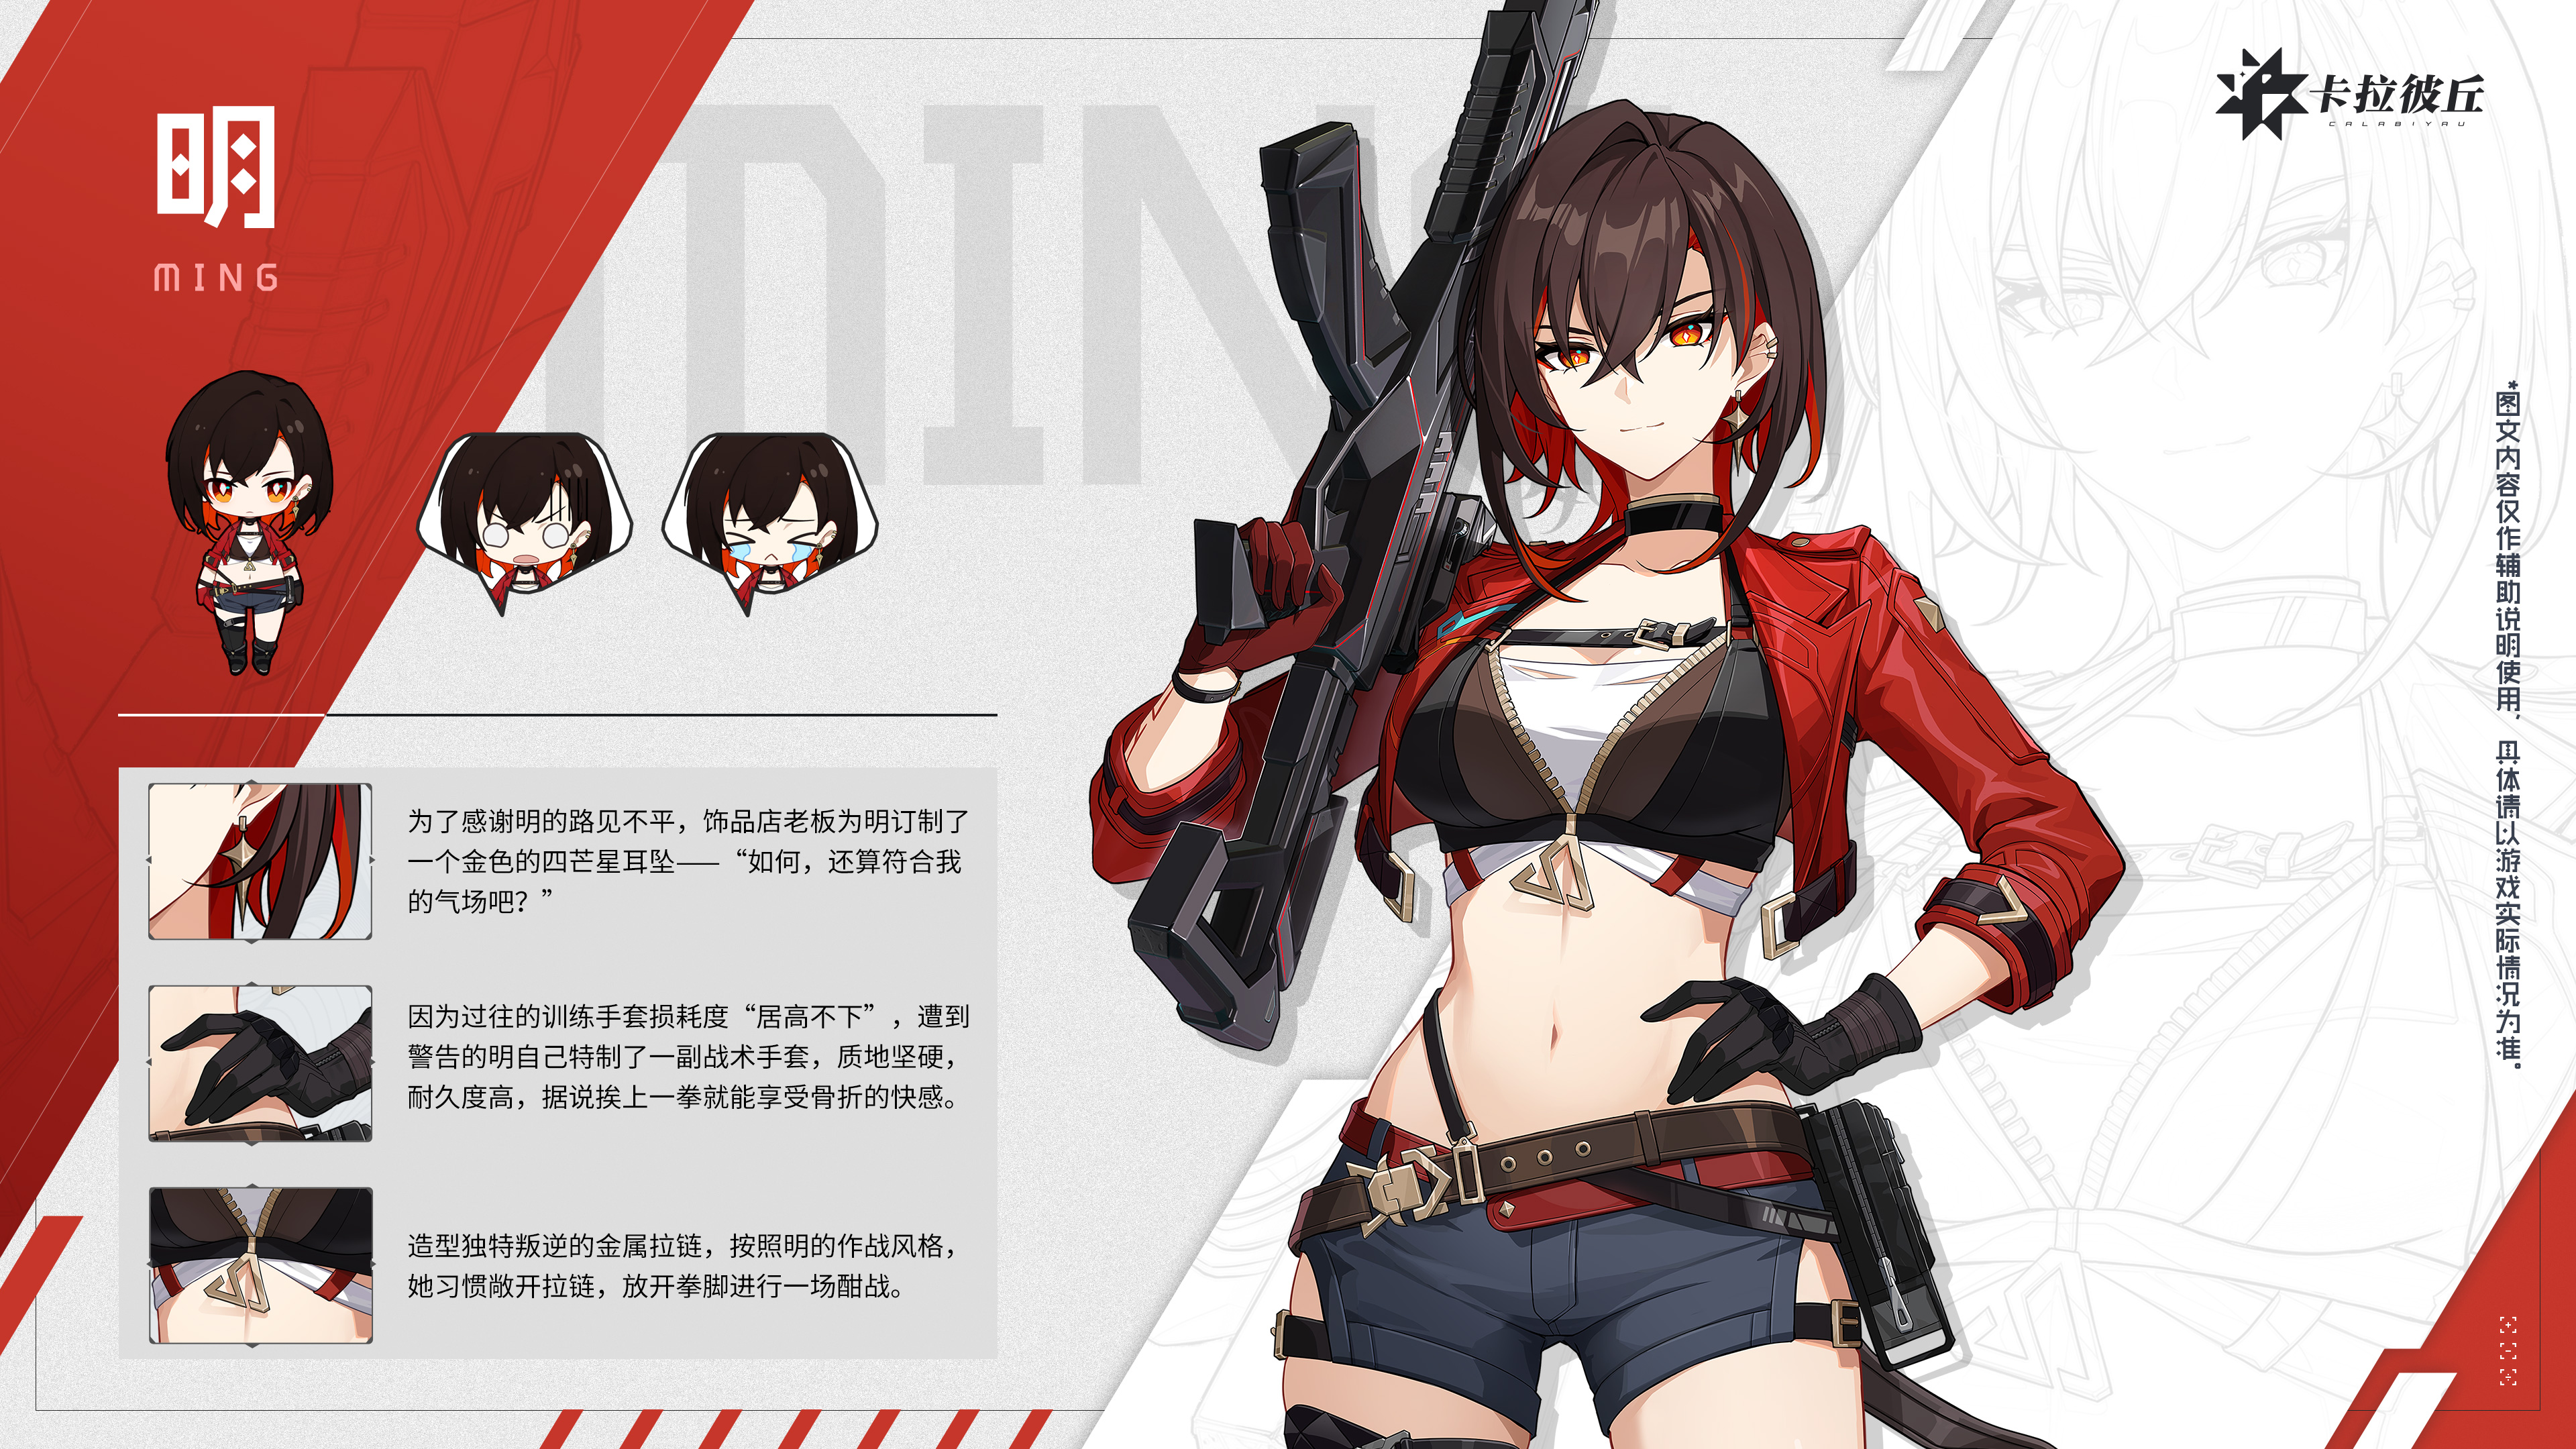 明
MING
MING
卡拉彼丘
CALABIYAU
为了感谢明的路见不平，饰品店老板为明订制了
一个金色的四芒星耳坠——“如何，还算符合我
的气场吧？”
因为过往的训练手套损耗度“居高不下”，遭到
警告的明自己特制了一副战术手套，质地坚硬，
耐久度高，据说挨上一拳就能享受骨折的快感。
造型独特叛逆的金属拉链，按照明的作战风格，
她习惯敞开拉链，放开拳脚进行一场酣战。
*图文内容仅作辅助说明使用，具体请以游戏实际情况为准。